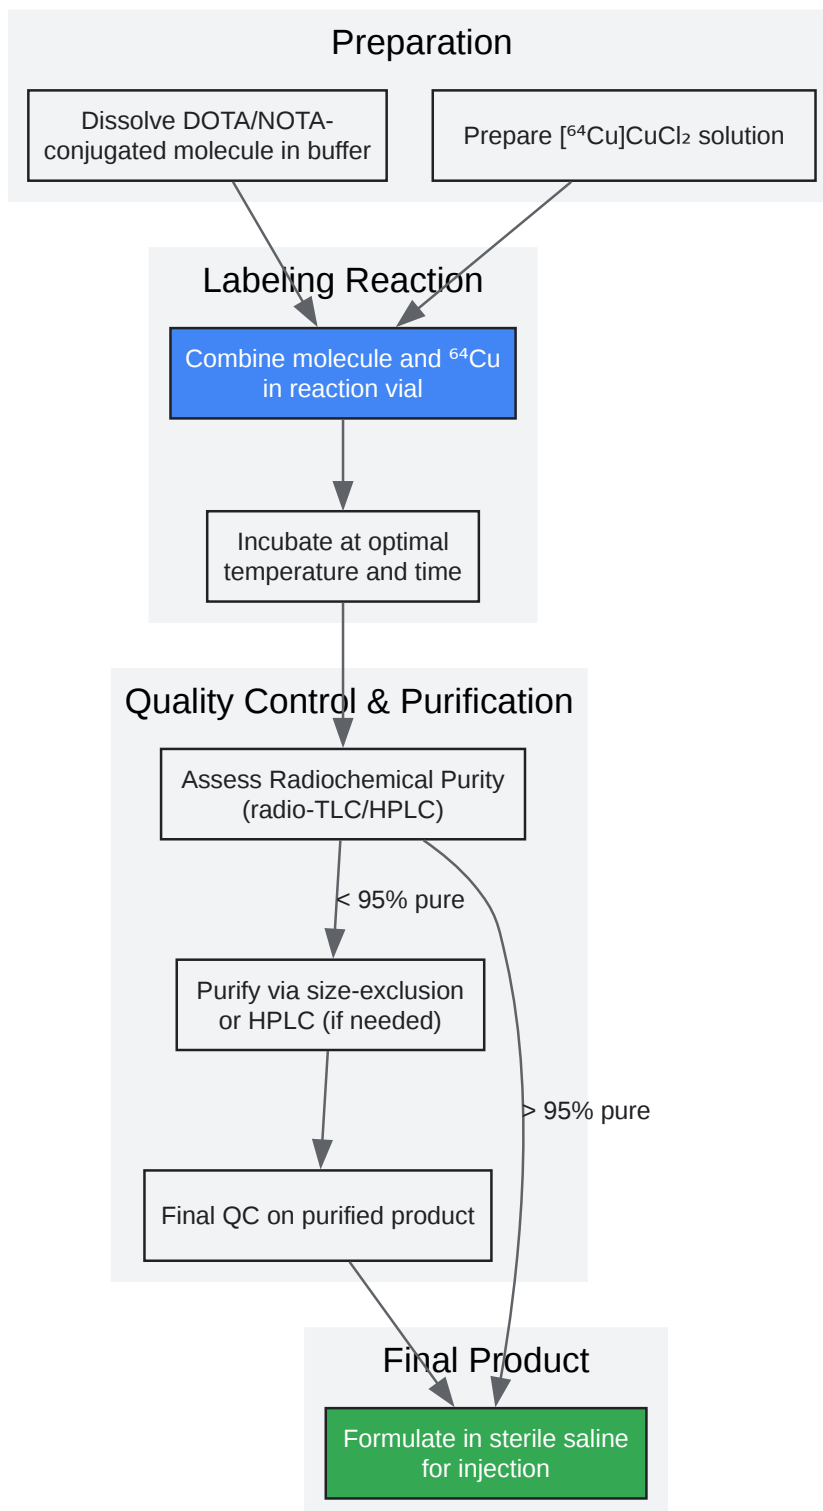 Preparation
Dissolve DOTA/NOTA-
conjugated molecule in buffer
Prepare [⁶⁴Cu]CuCl₂ solution
Labeling Reaction
Combine molecule and ⁶⁴Cu
in reaction vial
Incubate at optimal
temperature and time
Quality Control & Purification
Assess Radiochemical Purity
(radio-TLC/HPLC)
< 95% pure
Purify via size-exclusion
or HPLC (if needed)
> 95% pure
Final QC on purified product
Final Product
Formulate in sterile saline
for injection